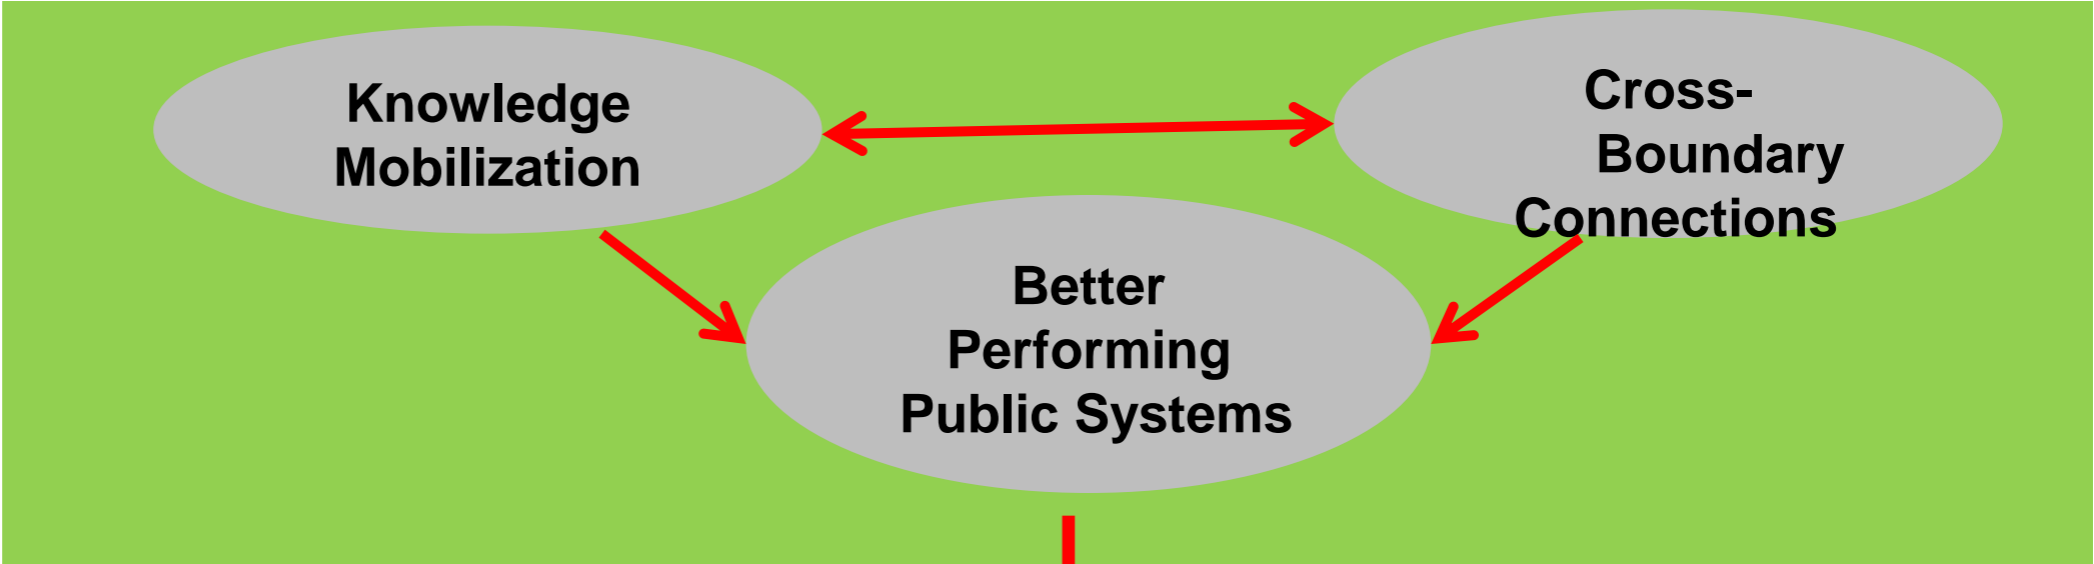 Knowledge
Mobilization
Cross-
Boundary
Connections
Better
Performing
Public Systems